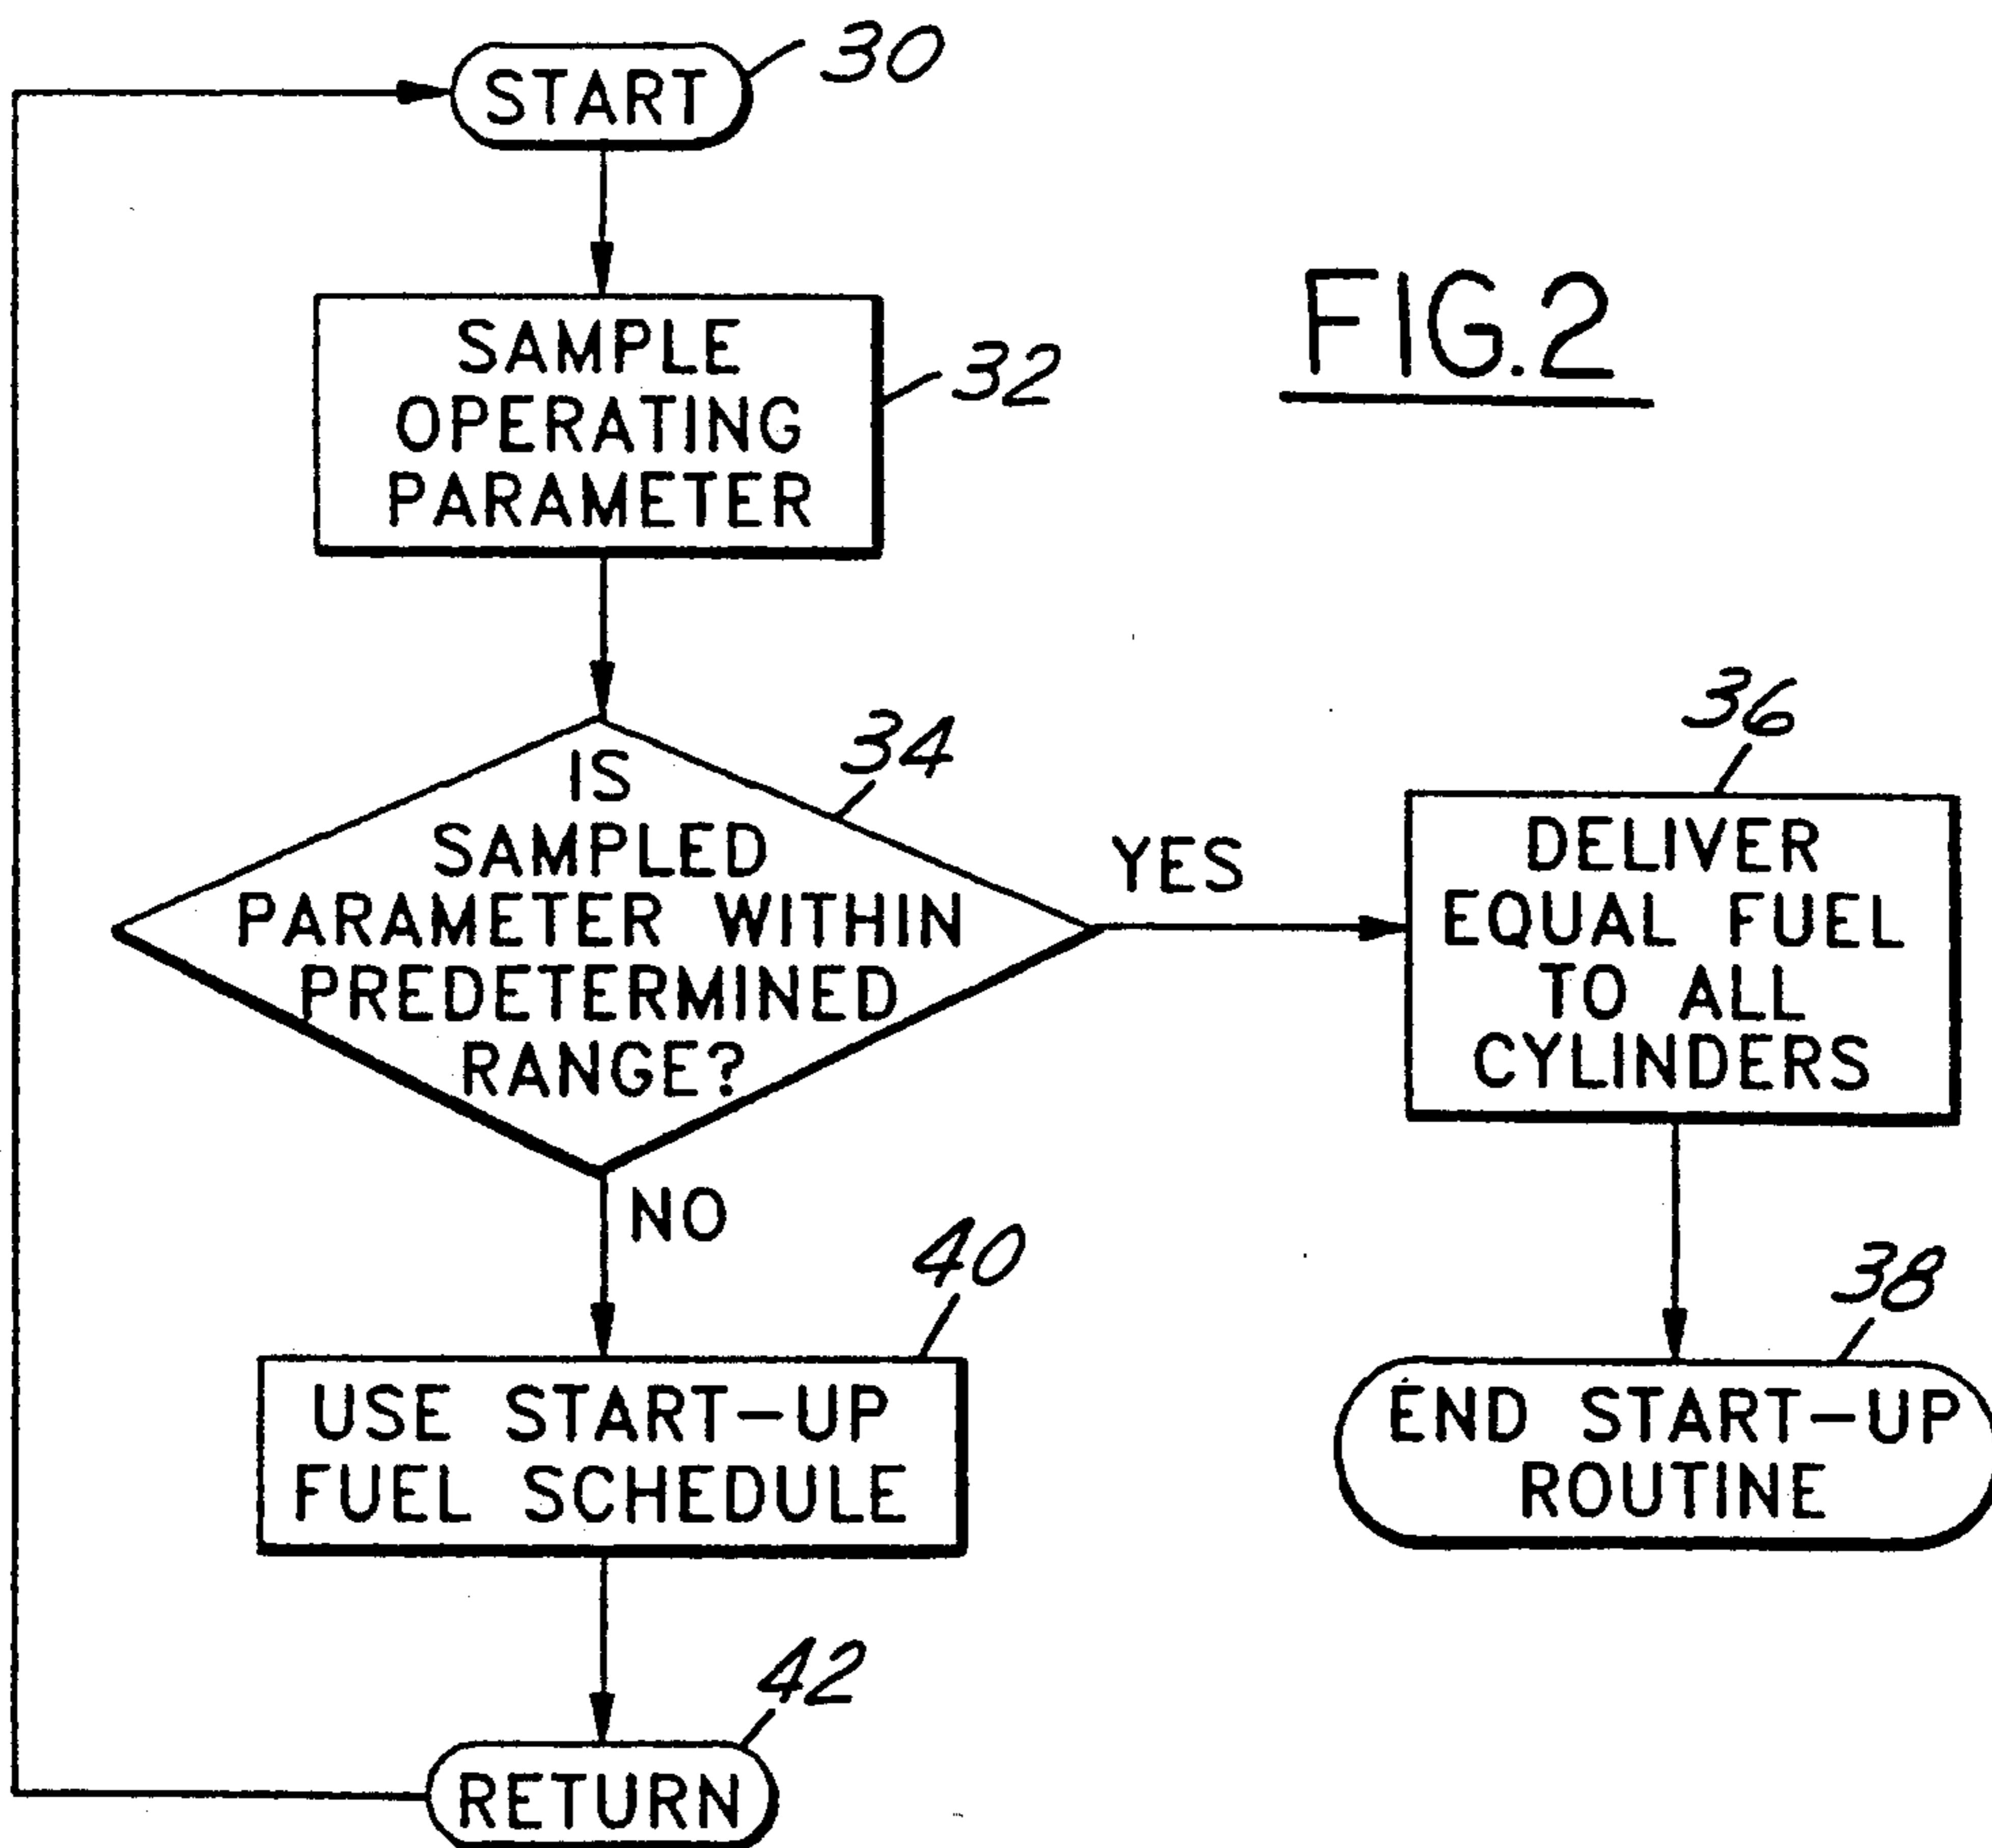 START
30
SAMPLE
OPERATING
PARAMETER
32
FIG.2
IS
SAMPLED
PARAMETER WITHIN
PREDETERMINED
RANGE?
34
YES
36
DELIVER
EQUAL FUEL
TO ALL
CYLINDERS
NO
40
USE START-UP
FUEL SCHEDULE
38
END START-UP
ROUTINE
42
RETURN